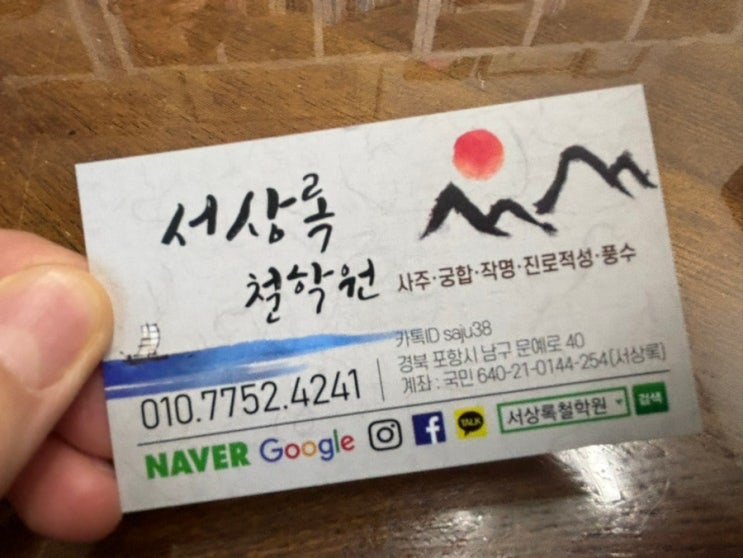 서상록
철학원
사주·궁합·작명·진로적성·풍수
카톡ID saju38
경북 포항시 남구 문예로 40
계좌 : 국민 640-21-0144-254(서상록)
010.7752.4241
NAVER Google f TALK 서상록철학원 검색